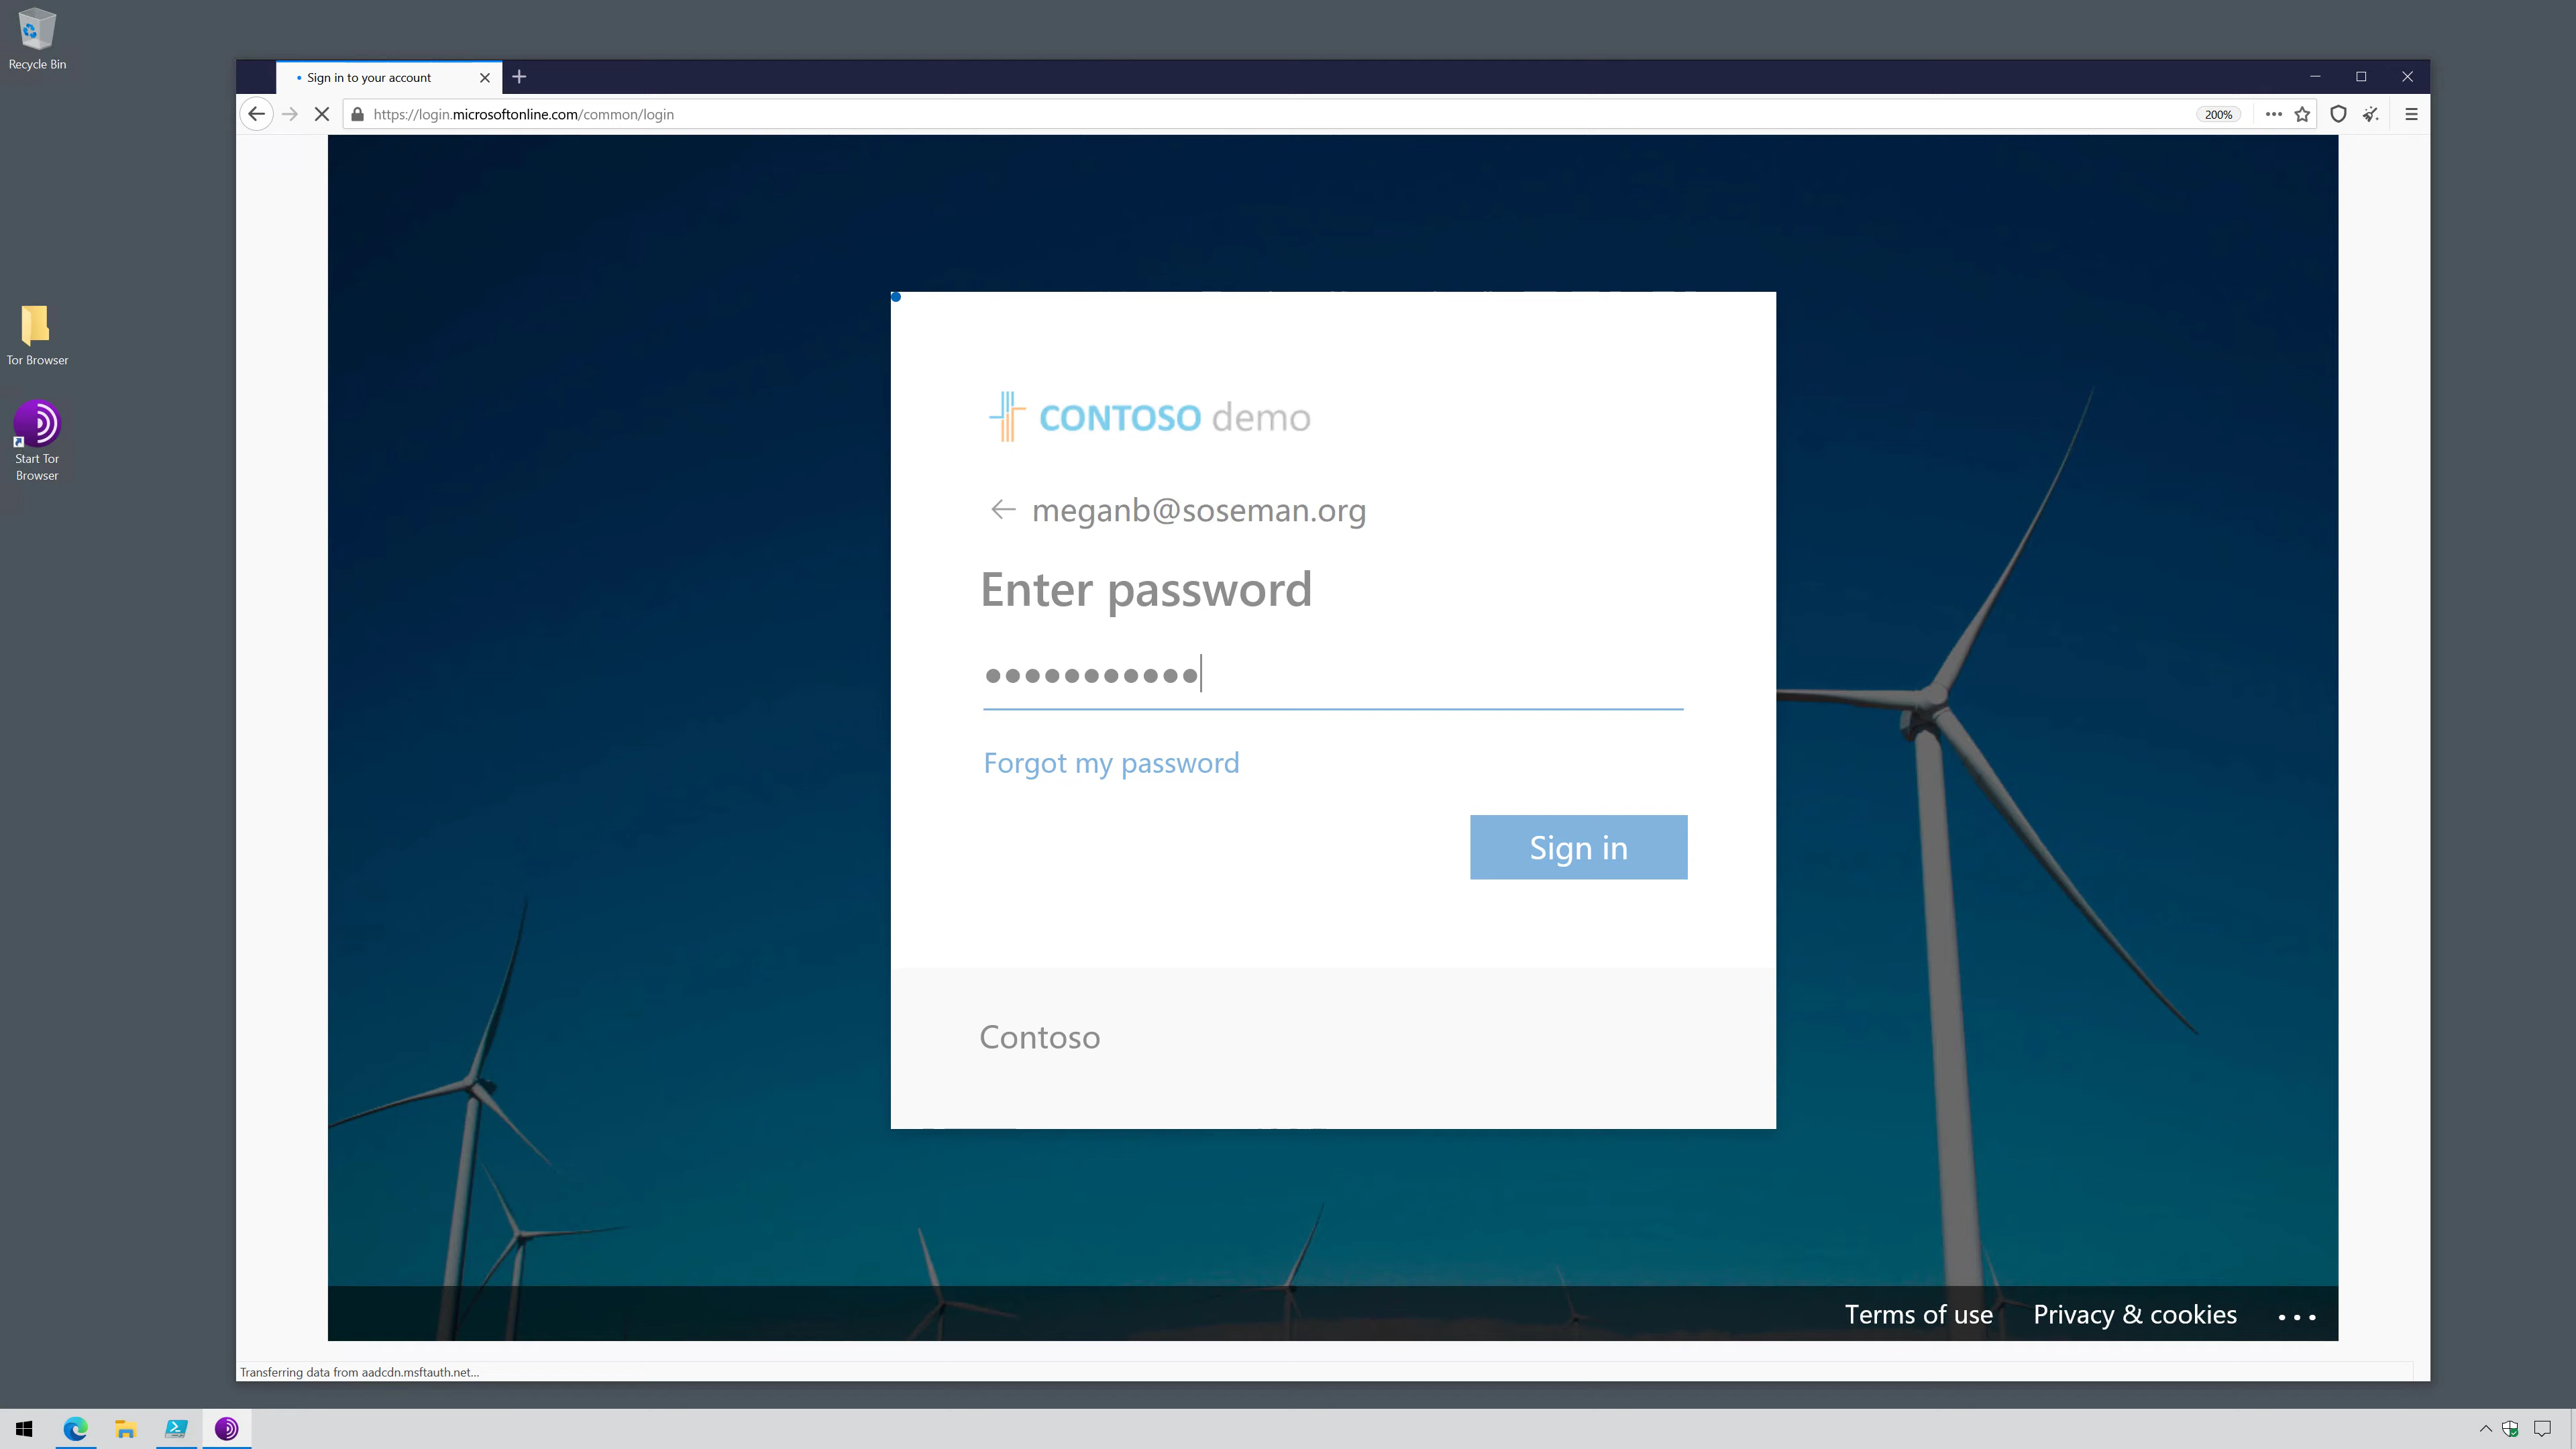 Recycle Bin
Sign in to your account
https://login.microsoftonline.com/common/login
200%
Tor Browser
Start Tor
Browser
CONTOSO demo
meganb@soseman.org
Enter password
Forgot my password
Sign in
Contoso
Terms of use
Privacy & cookies
Transferring data from aadcdn.msftauth.net...